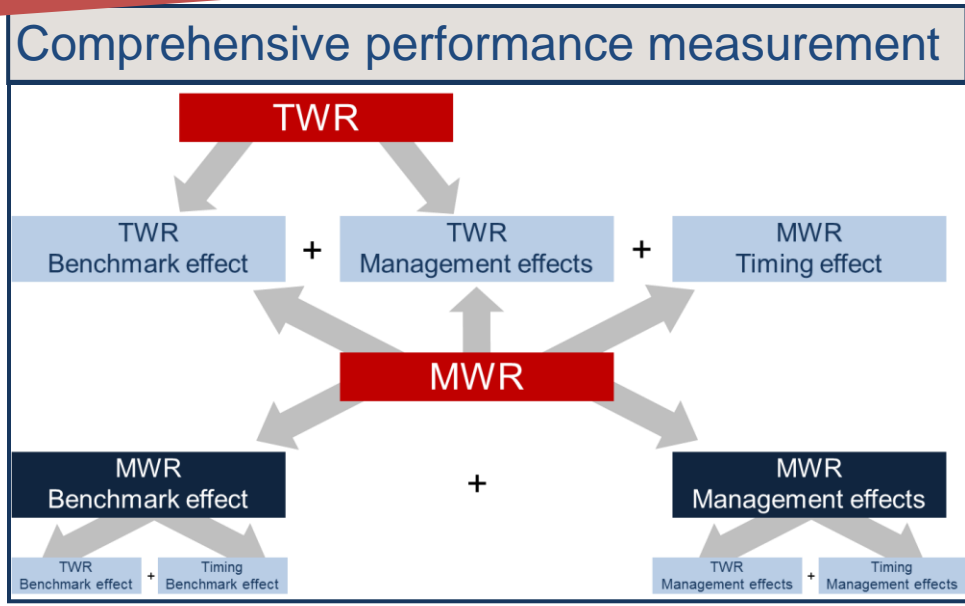 Comprehensive performance measurement
TWR
TWR
Benchmark effect
+
TWR
Management effects
+
MWR
Timing effect
MWR
MWR
Benchmark effect
+
MWR
Management effects
TWR
Benchmark effect
+
Timing
Benchmark effect
TWR
Management effects
+
Timing
Management effects